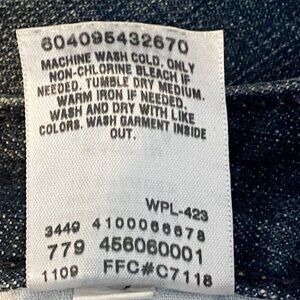 604095432670
MACHINE WASH COLD. ONLY
NON-CHLORINE BLEACH IF
NEEDED. TUMBLE DRY MEDIUM.
WARM IRON IF NEEDED.
WASH AND DRY WITH LIKE
COLORS. WASH GARMENT INSIDE
OUT.
WPL-423
3449 4100066678
779 456060001
1109 FFC#C7118